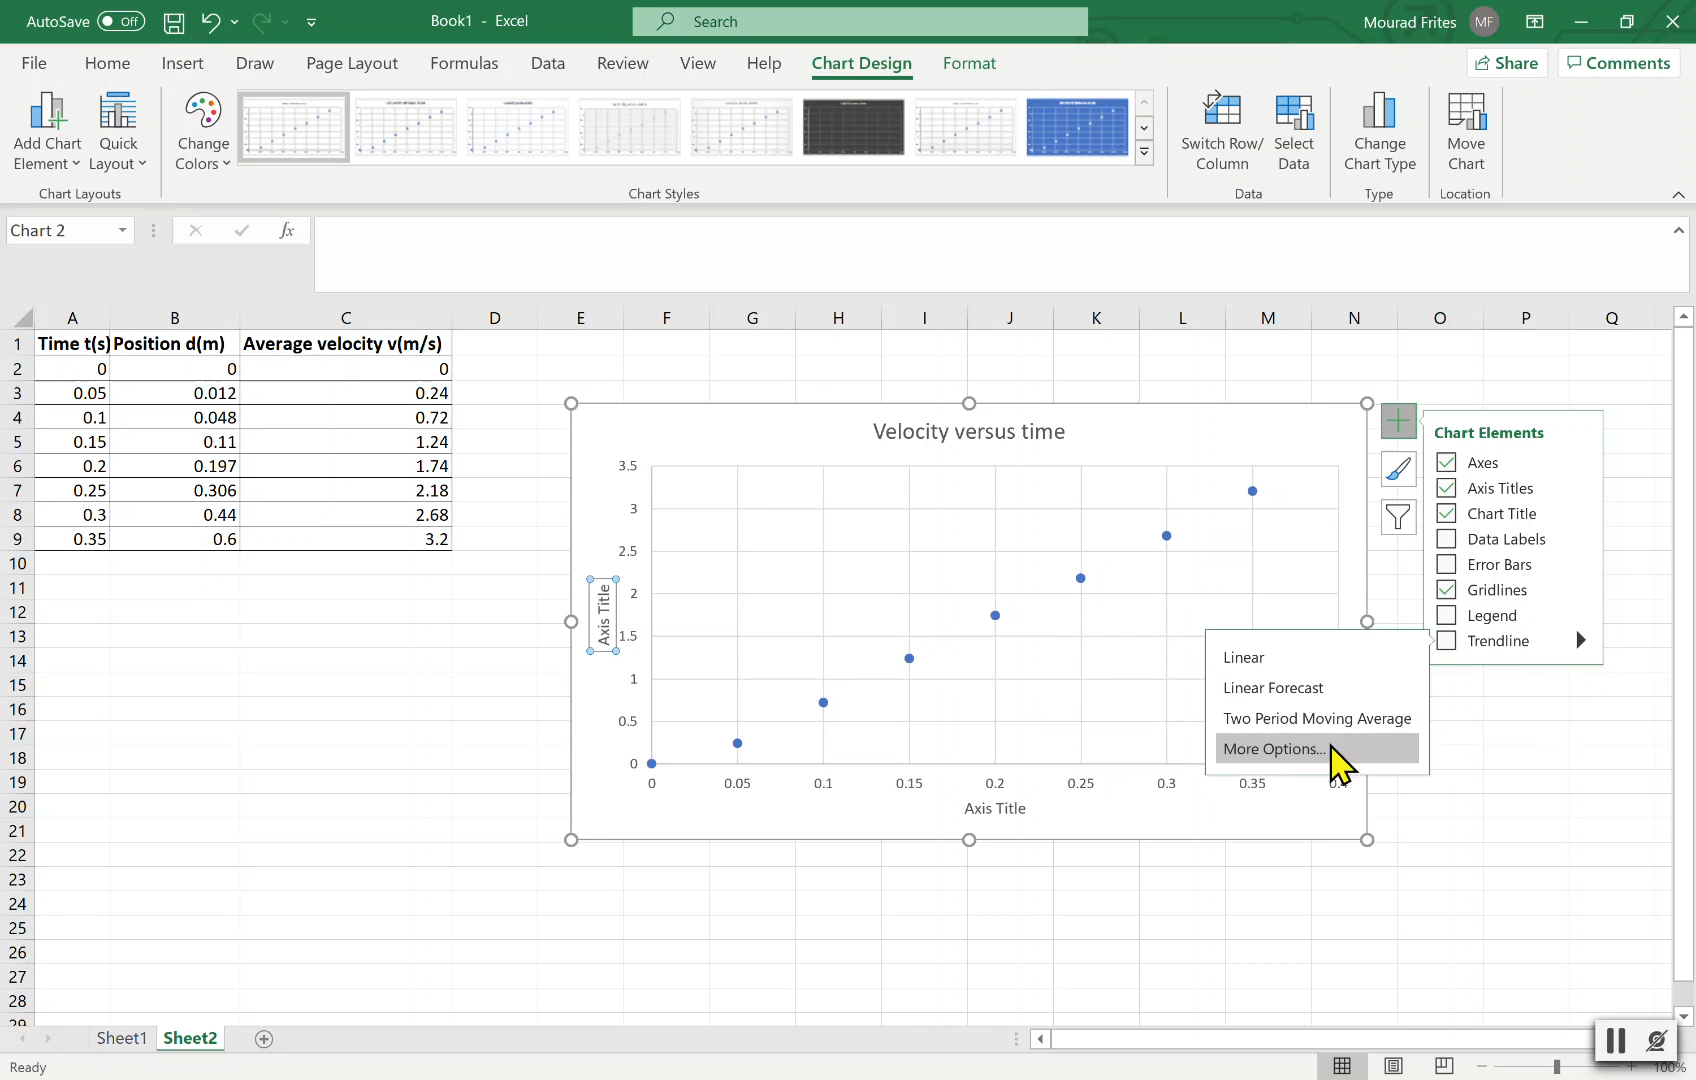 AutoSave Off Book1 - Excel Search Mourad Frites MF
File Home Insert Draw Page Layout Formulas Data Review View Help Chart Design Format Share Comments
Add Chart Element Quick Layout Change Colors Switch Row/ Column Select Data Change Chart Type Move Chart
Chart Layouts Chart Styles Data Type Location
Chart 2 fx
A B C D E F G H I J K L M N O P Q
1 Time t(s) Position d(m) Average velocity v(m/s)
2 0 0 0
3 0.05 0.012 0.24
4 0.1 0.048 0.72
5 0.15 0.11 1.24
6 0.2 0.197 1.74
7 0.25 0.306 2.18
8 0.3 0.44 2.68
9 0.35 0.6 3.2
10
11
12
13
14
15
16
17
18
19
20
21
22
23
24
25
26
27
28
29
Velocity versus time
3.5
3
2.5
2
1.5
1
0.5
0
Axis Title
0 0.05 0.1 0.15 0.2 0.25 0.3 0.35
Axis Title
Chart Elements
Axes
Axis Titles
Chart Title
Data Labels
Error Bars
Gridlines
Legend
Trendline
Linear
Linear Forecast
Two Period Moving Average
More Options...
Sheet1 Sheet2
Ready 100%